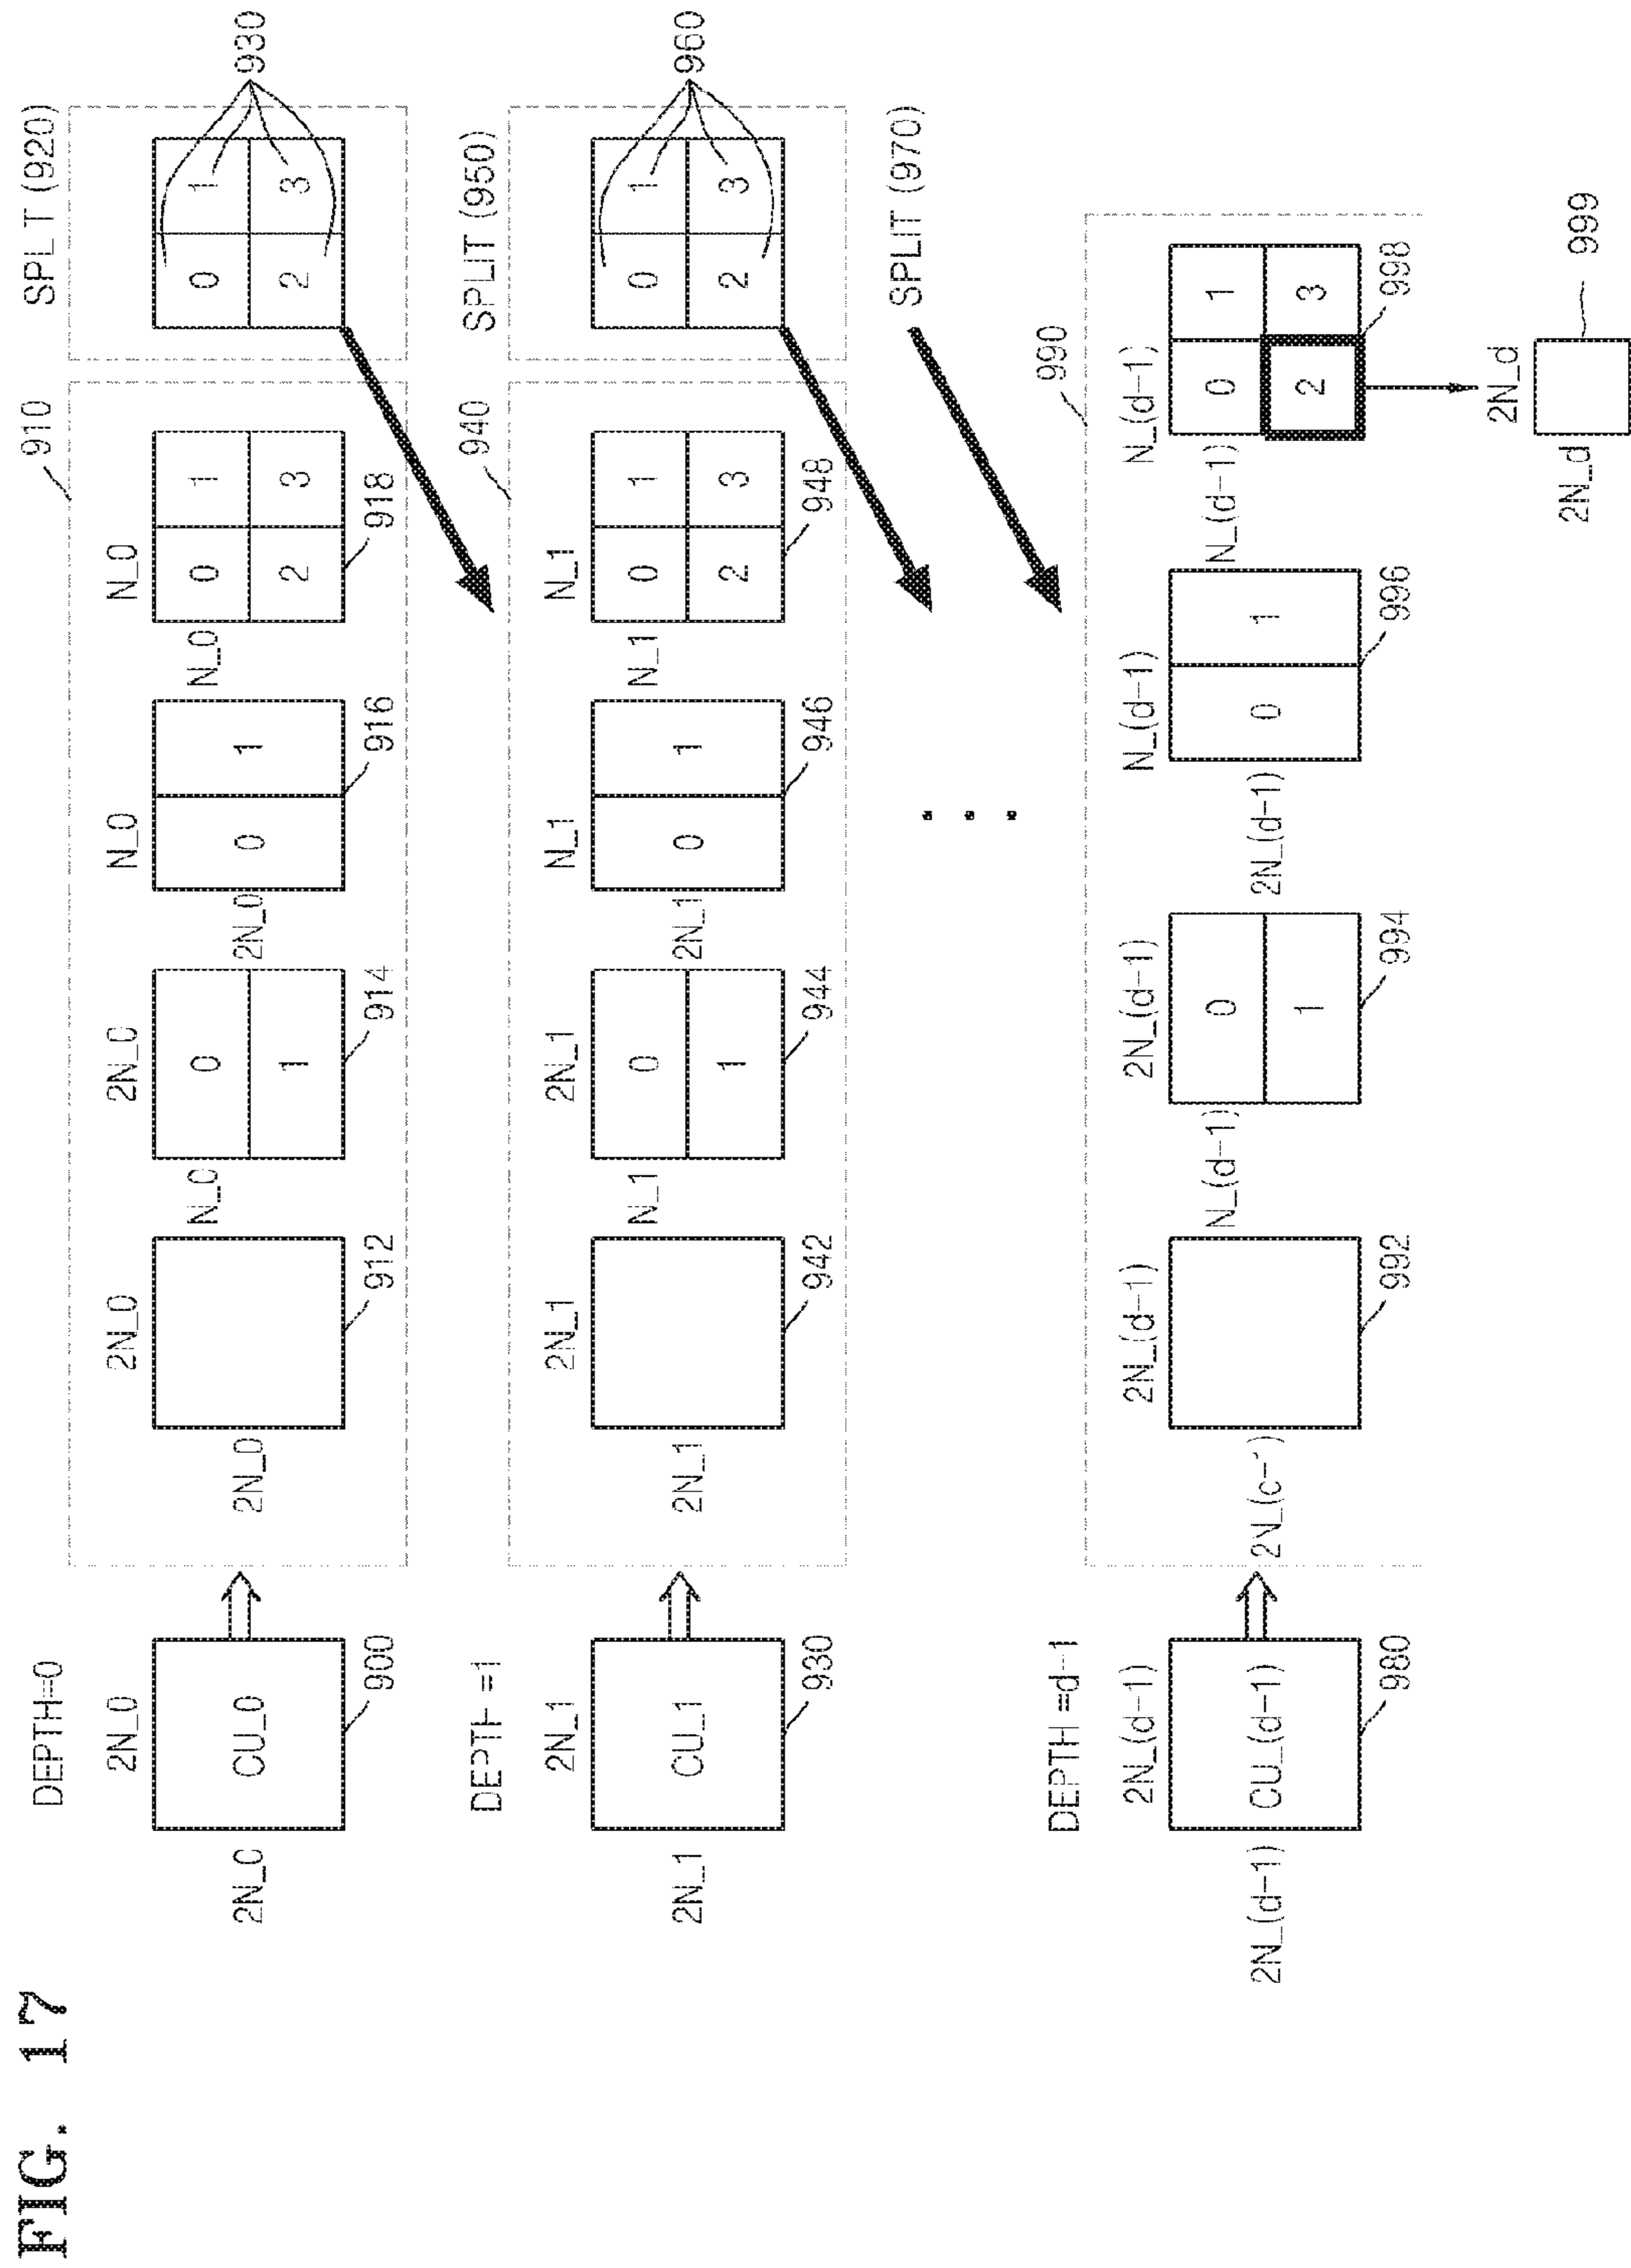 FIG. 17
DEPTH=0
2N_0
2N_0
CU_0
900
910
2N_0
2N_0
912
2N_0
N_0
0
1
914
N_0
2N_0
0
1
916
N_0
N_0
0
1
2
3
918
SPLIT (920)
0
1
2
3
930
DEPTH =1
2N_1
2N_1
CU_1
930
940
2N_1
2N_1
942
2N_1
N_1
0
1
944
N_1
2N_1
0
1
946
N_1
N_1
0
1
2
3
948
SPLIT (950)
0
1
2
3
960
SPLIT (970)
DEPTH =d-1
2N_(d-1)
2N_(d-1)
CU_(d-1)
980
990
2N_(d-1)
992
2N_(d-1)
N_(d-1)
0
1
994
N_(d-1)
2N_(d-1)
0
1
996
N_(d-1)
N_(d-1)
0
1
2
3
998
2N_d
2N_d
999